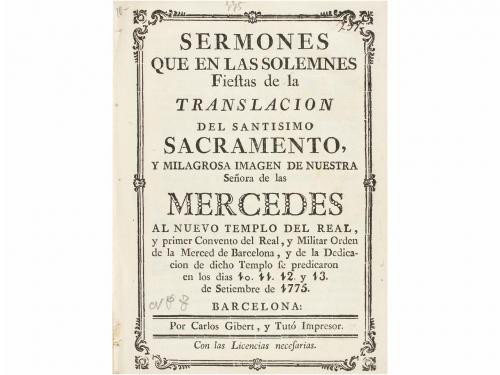 SERMONES
QUE EN LAS SOLEMNES
Fieſtas de la
TRANSLACION
DEL SANTISIMO
SACRAMENTO,
Y MILAGROSA IMAGEN DE NUESTRA
Señora de las
MERCEDES
AL NUEVO TEMPLO DEL REAL,
y primer Convento del Real, y Militar Orden
de la Merced de Barcelona, y de la Dedica-
cion de dicho Templo ſe predicaron
en los dias 10. 11. 12. y 13.
de Setiembre de 1775.
BARCELONA:
Por Carlos Gibert, y Tutó Impresor.
Con las Licencias neceſarias.